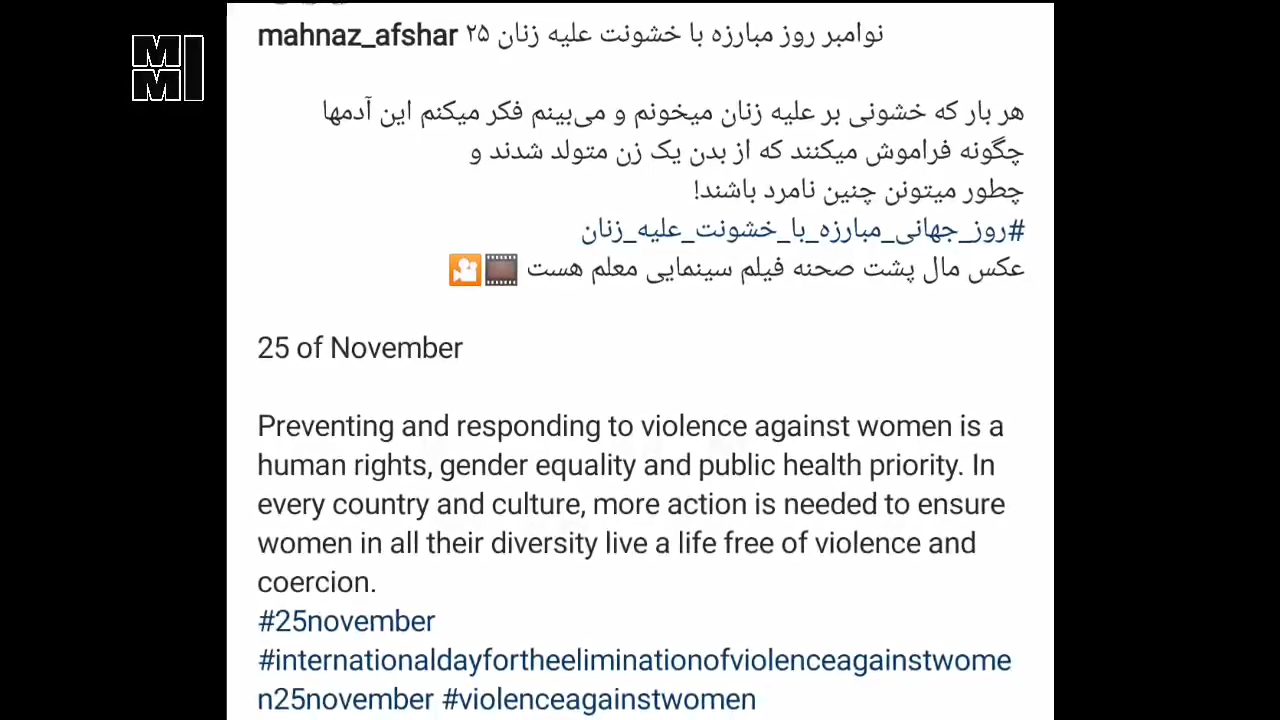 MMI
mahnaz_afshar ۲۵ نوامبر روز مبارزه با خشونت علیه زنان
هر بار که خشونی بر علیه زنان میخونم و می‌بینم فکر میکنم این آدمها
چگونه فراموش میکنند که از بدن یک زن متولد شدند و
چطور میتونن چنین نامرد باشند!
#روز_جهانی_مبارزه_با_خشونت_علیه_زنان
عکس مال پشت صحنه فیلم سینمایی معلم هست 🎞🎦
25 of November
Preventing and responding to violence against women is a
human rights, gender equality and public health priority. In
every country and culture, more action is needed to ensure
women in all their diversity live a life free of violence and
coercion.
#25november
#internationaldayfortheeliminationofviolenceagainstwome
n25november #violenceagainstwomen